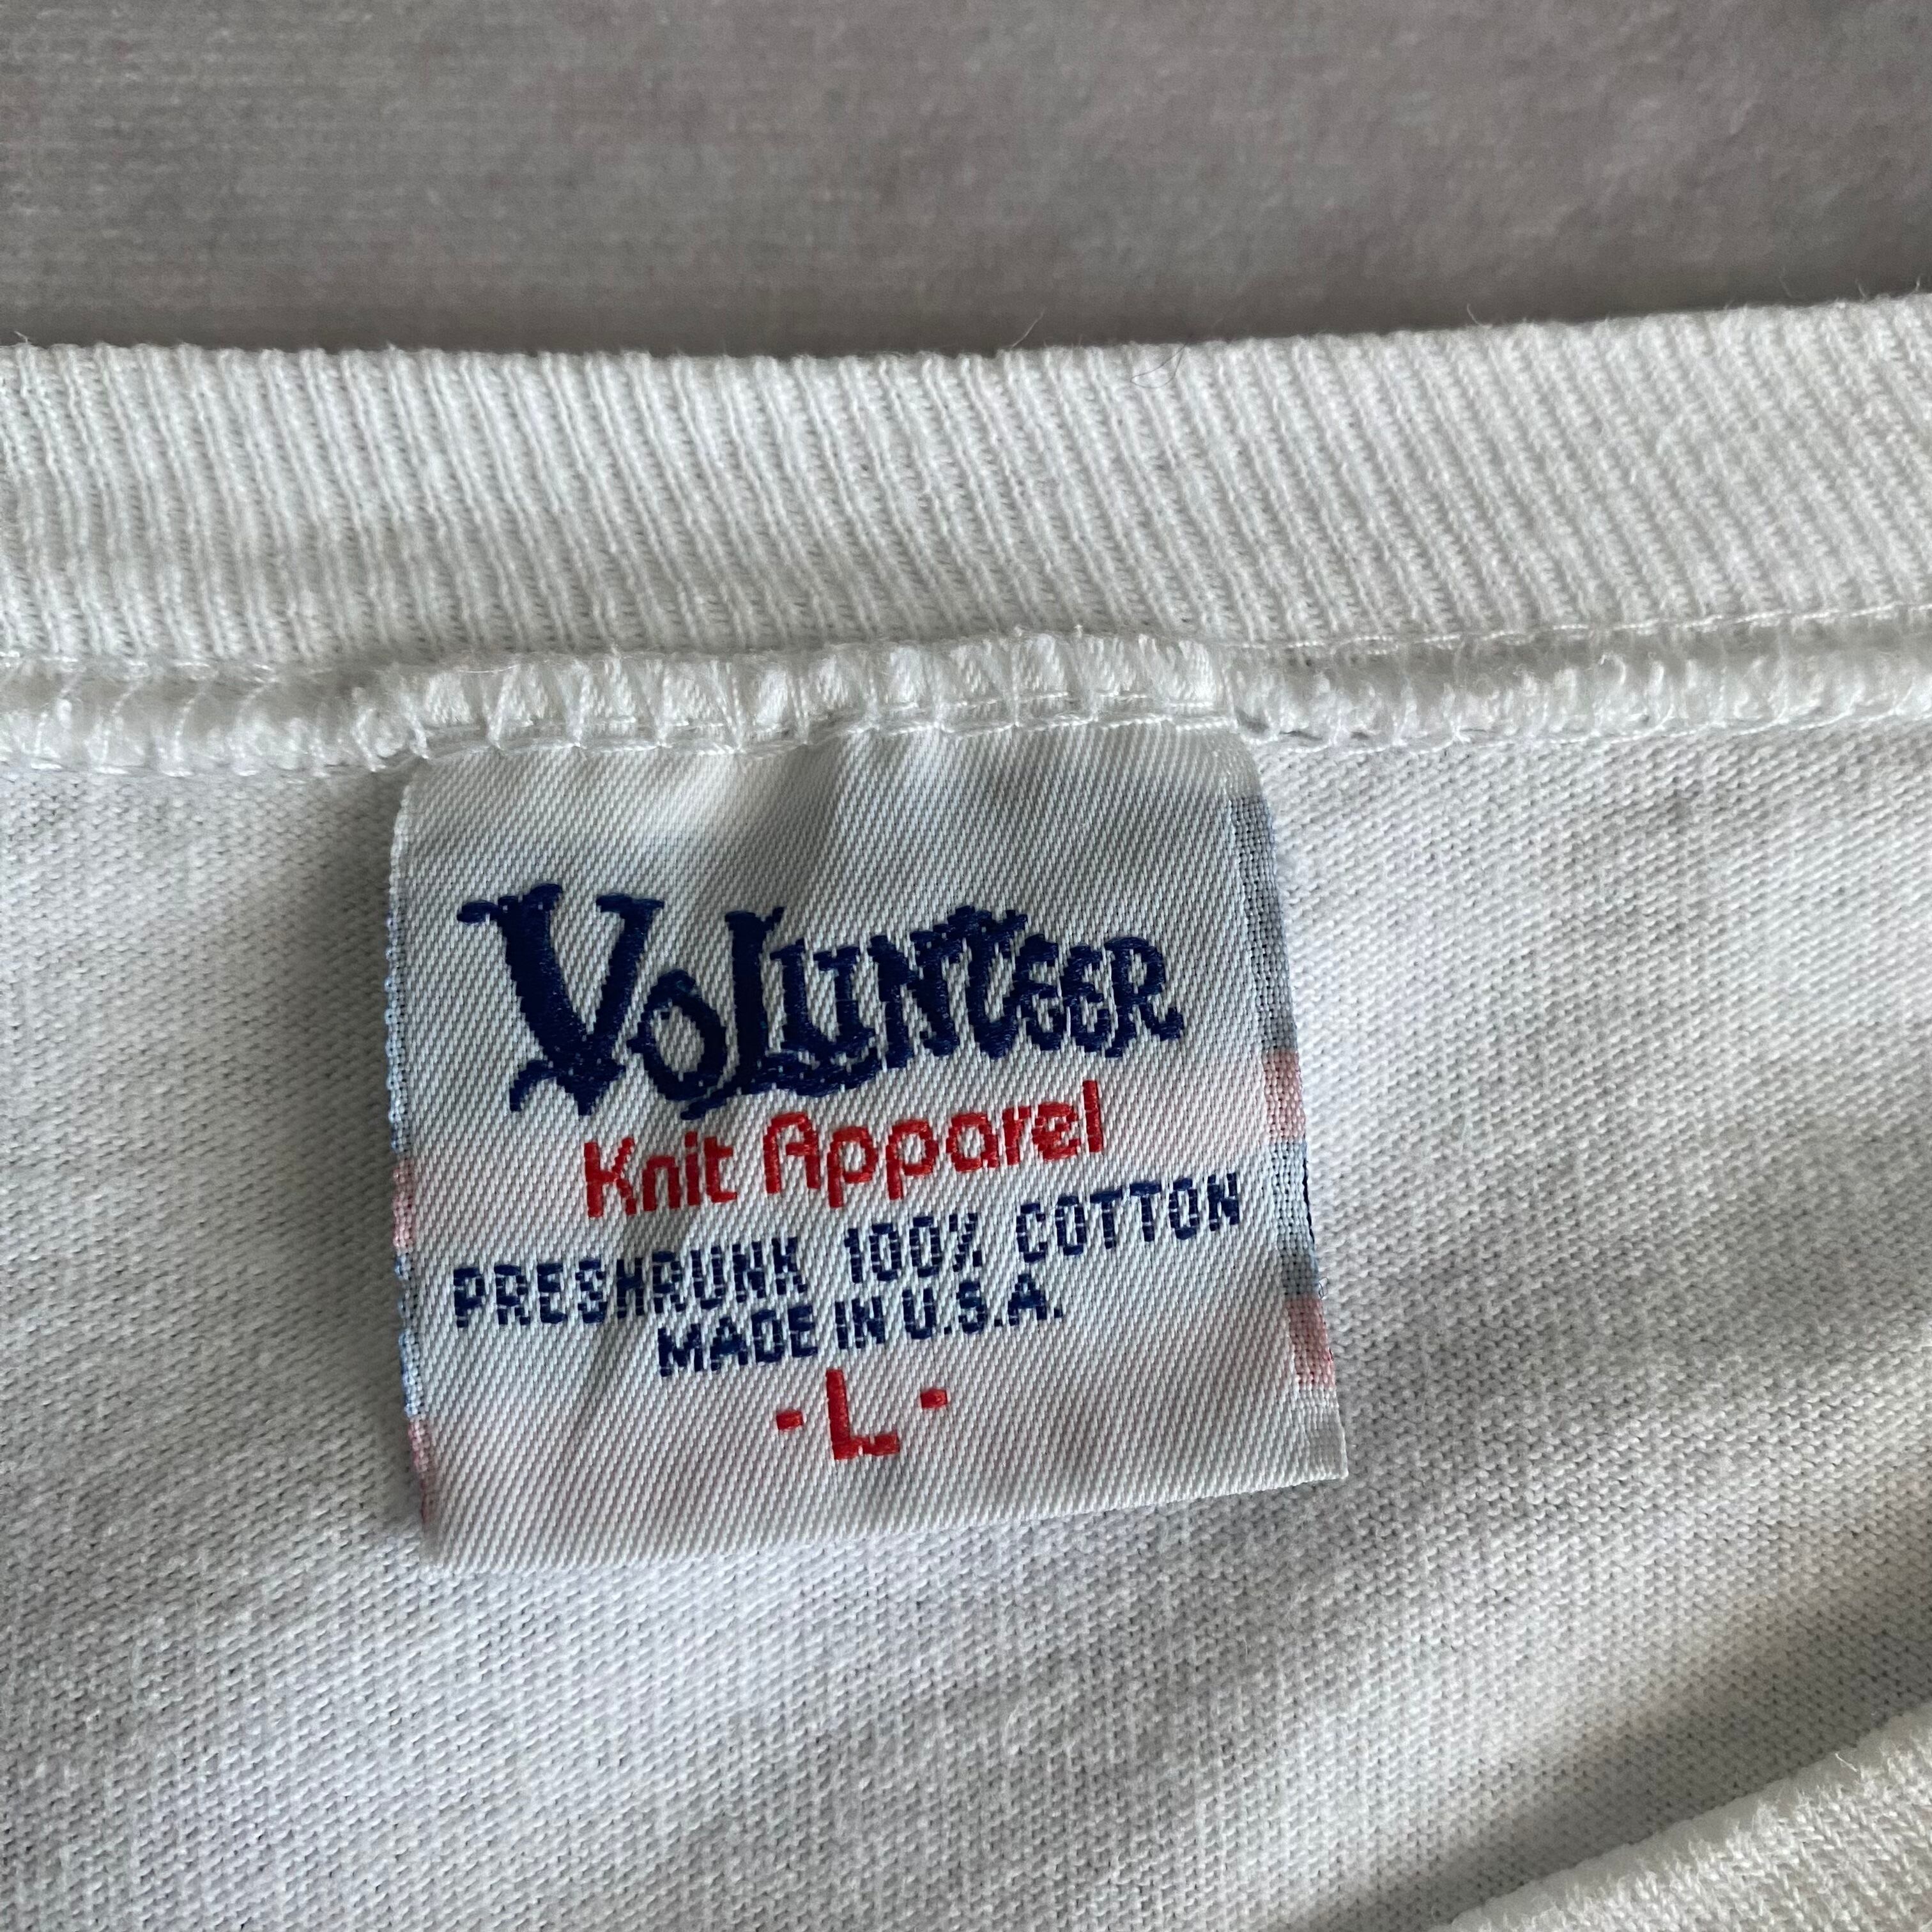 VOLUNTEER
Knit Apparel
PRESHRUNK 100% COTTON
MADE IN U.S.A.
- L -